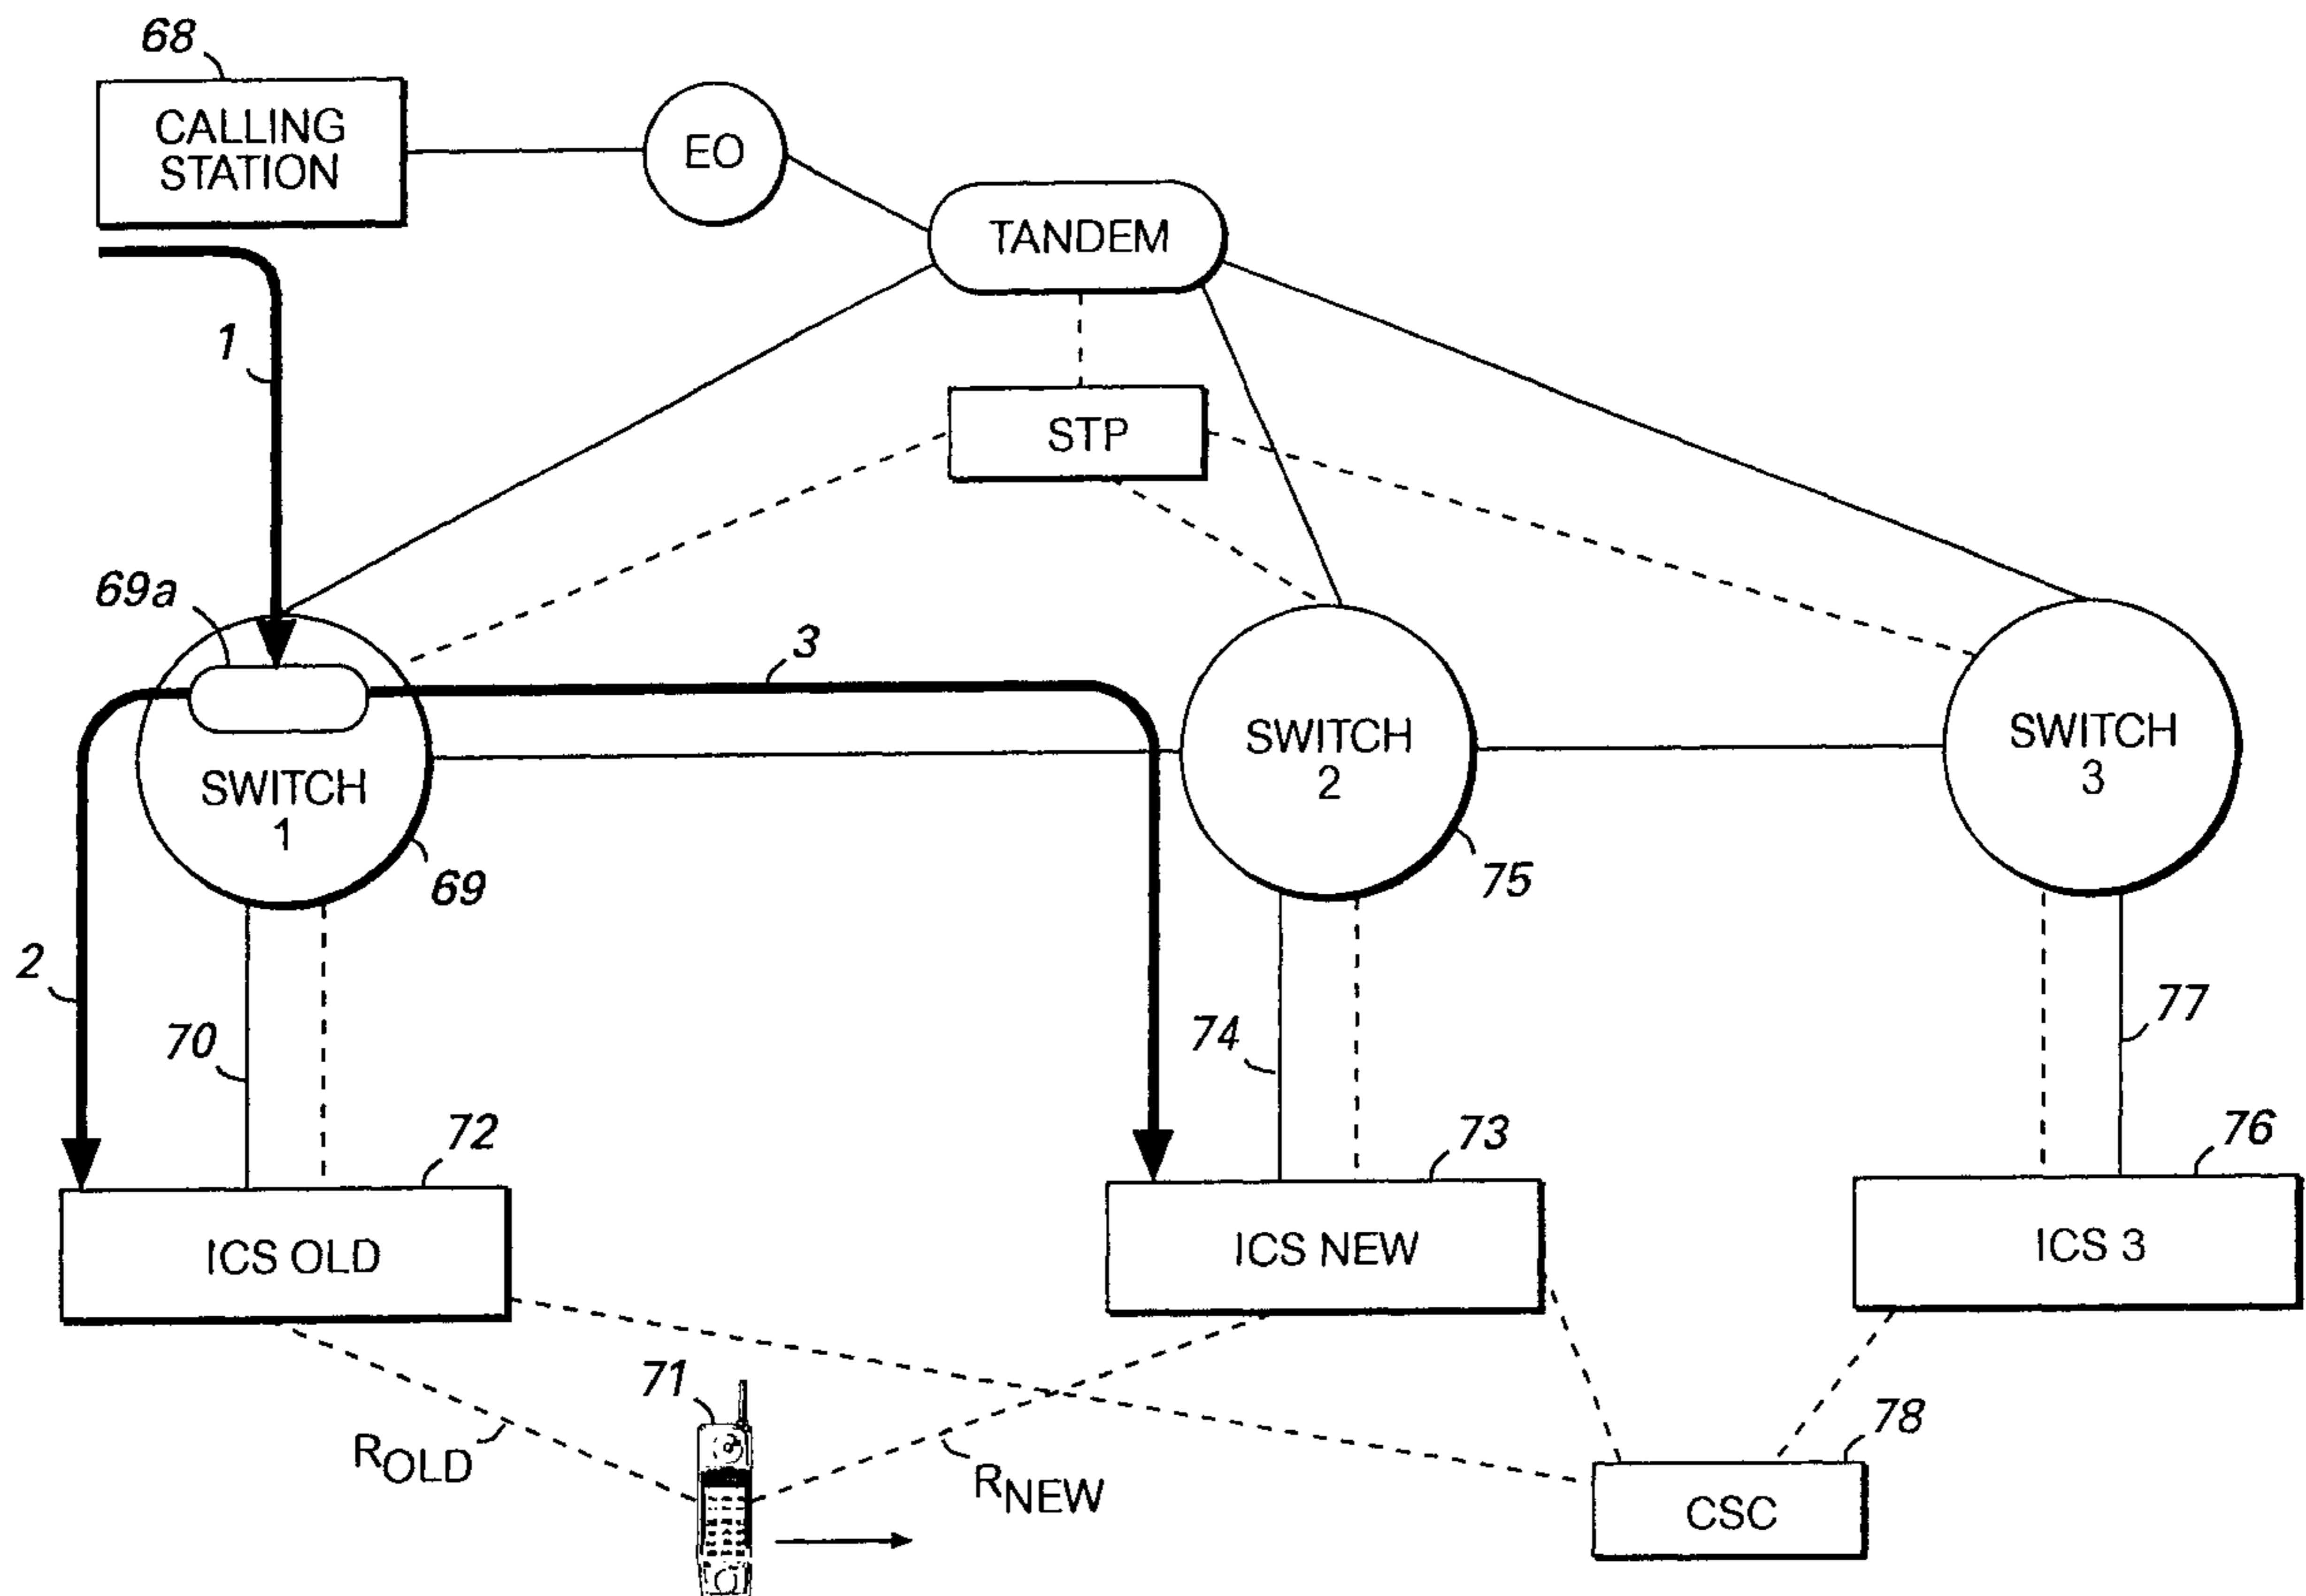 68
CALLING
STATION
EO
TANDEM
1
STP
69a
3
SWITCH
1
SWITCH
2
SWITCH
3
69
75
2
70
74
77
72
73
76
ICS OLD
ICS NEW
ICS 3
71
78
ROLD
RNEW
CSC